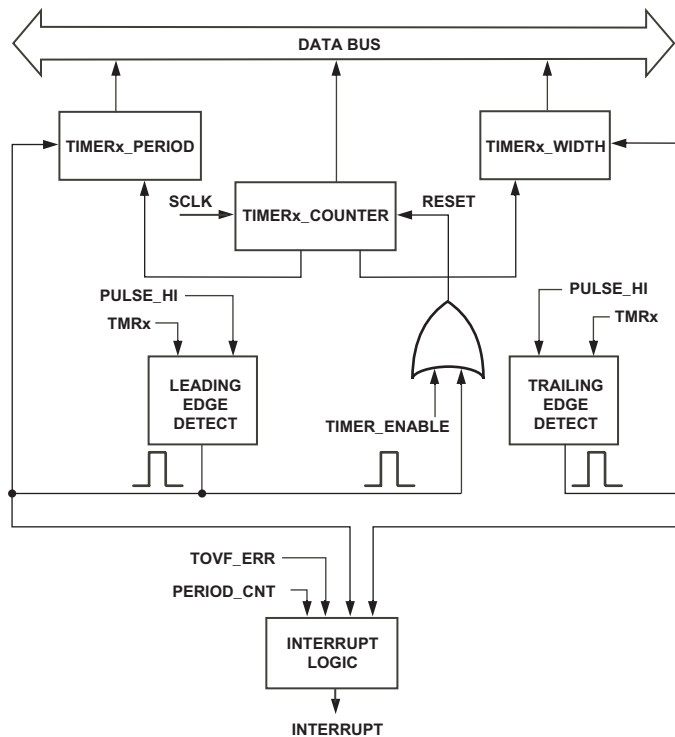 DATA BUS
TIMERx_PERIOD
TIMERx_WIDTH
SCLK
TIMERx_COUNTER
RESET
PULSE_HI
TMRx
LEADING
EDGE
DETECT
TIMER_ENABLE
PULSE_HI
TMRx
TRAILING
EDGE
DETECT
TOVF_ERR
PERIOD_CNT
INTERRUPT
LOGIC
INTERRUPT